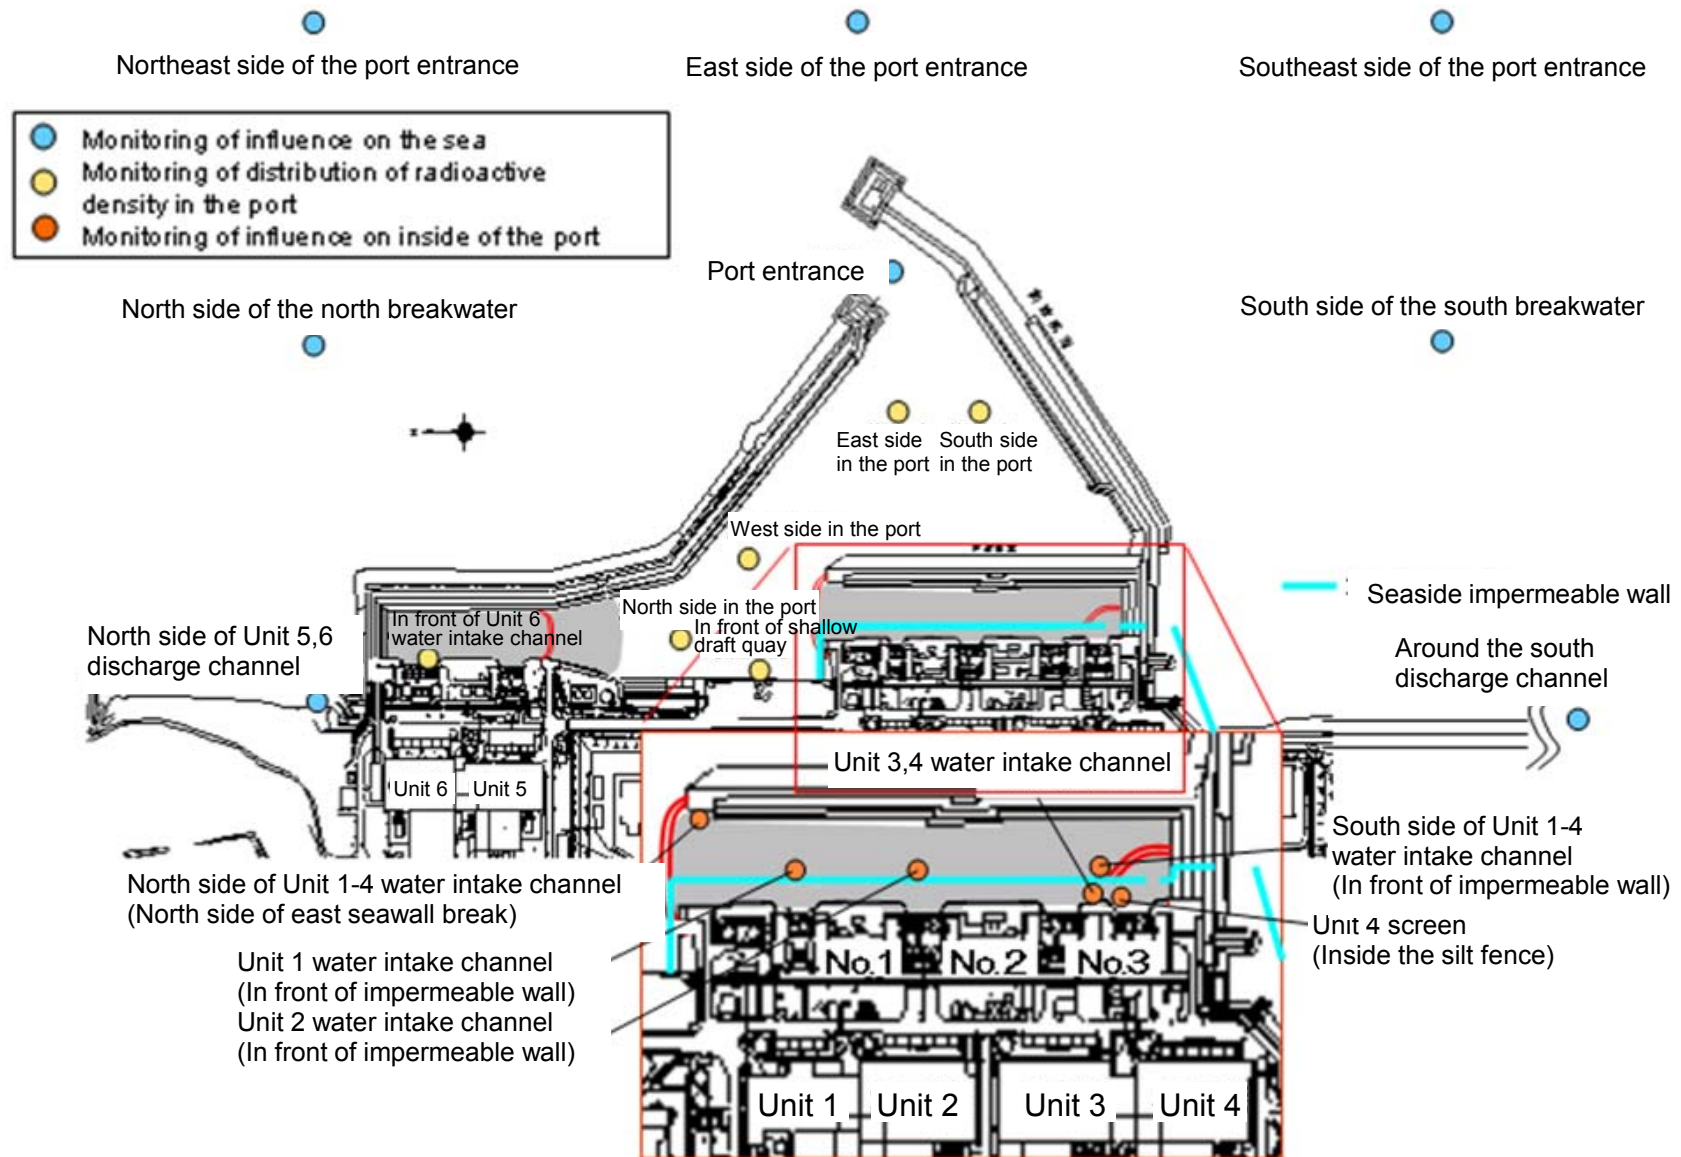 Northeast side of the port entrance
East side of the port entrance
Southeast side of the port entrance
Monitoring of influence on the sea
Monitoring of distribution of radioactive
density in the port
Monitoring of influence on inside of the port
Port entrance
North side of the north breakwater
South side of the south breakwater
East side
in the port
South side
in the port
West side in the port
North side in the port
In front of shallow
draft quay
In front of Unit 6
water intake channel
Seaside impermeable wall
North side of Unit 5,6
discharge channel
Around the south
discharge channel
Unit 6
Unit 5
Unit 3,4 water intake channel
South side of Unit 1-4
water intake channel
(In front of impermeable wall)
North side of Unit 1-4 water intake channel
(North side of east seawall break)
Unit 4 screen
(Inside the silt fence)
Unit 1 water intake channel
(In front of impermeable wall)
Unit 2 water intake channel
(In front of impermeable wall)
No.1
No.2
No.3
Unit 1
Unit 2
Unit 3
Unit 4